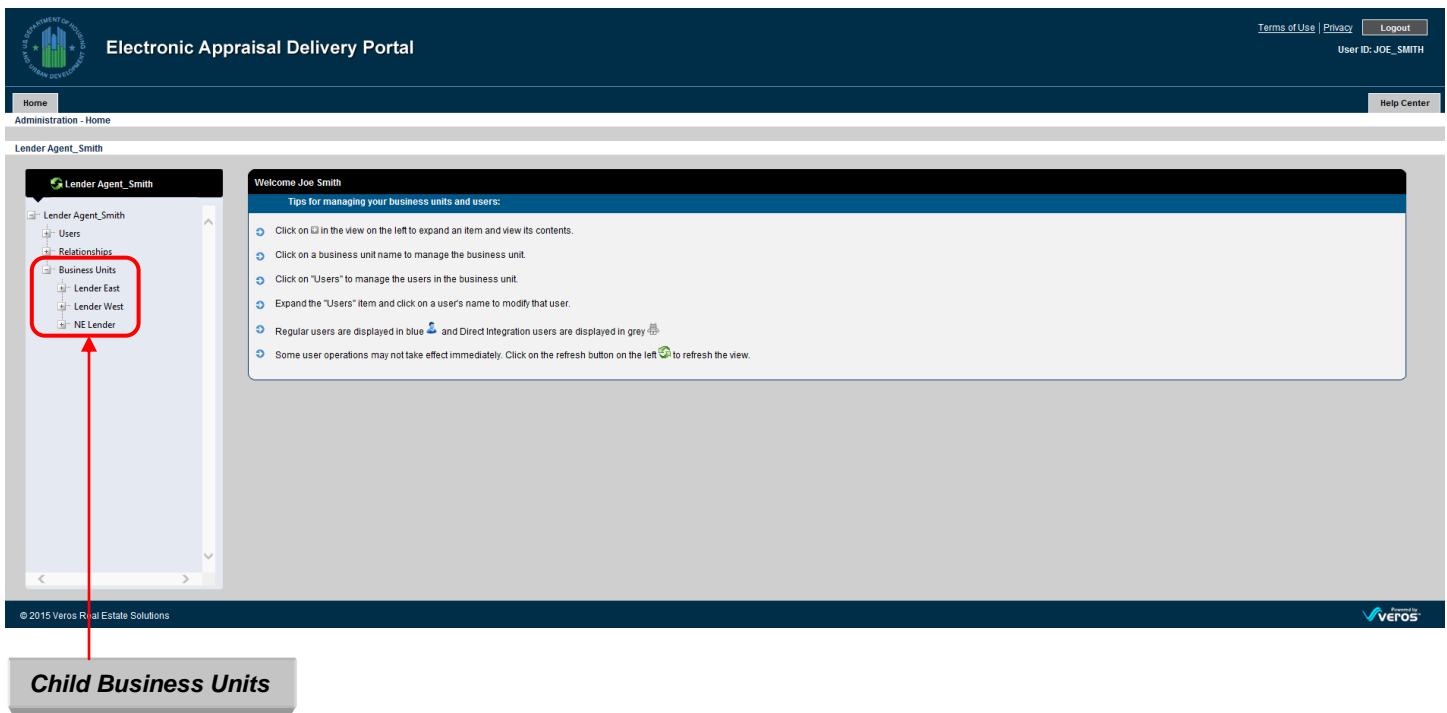 U.S. DEPARTMENT OF HOUSING AND URBAN DEVELOPMENT
Electronic Appraisal Delivery Portal
Terms of Use | Privacy Logout
User ID: JOE_SMITH
Home Help Center
Administration - Home
Lender Agent_Smith
Lender Agent_Smith
Lender Agent_Smith
Users
Relationships
Business Units
Lender East
Lender West
NE Lender
Welcome Joe Smith
Tips for managing your business units and users:
Click on in the view on the left to expand an item and view its contents.
Click on a business unit name to manage the business unit.
Click on "Users" to manage the users in the business unit.
Expand the "Users" item and click on a user's name to modify that user.
Regular users are displayed in blue and Direct Integration users are displayed in grey
Some user operations may not take effect immediately. Click on the refresh button on the left to refresh the view.
© 2015 Veros Real Estate Solutions
Powered by
veros
Child Business Units